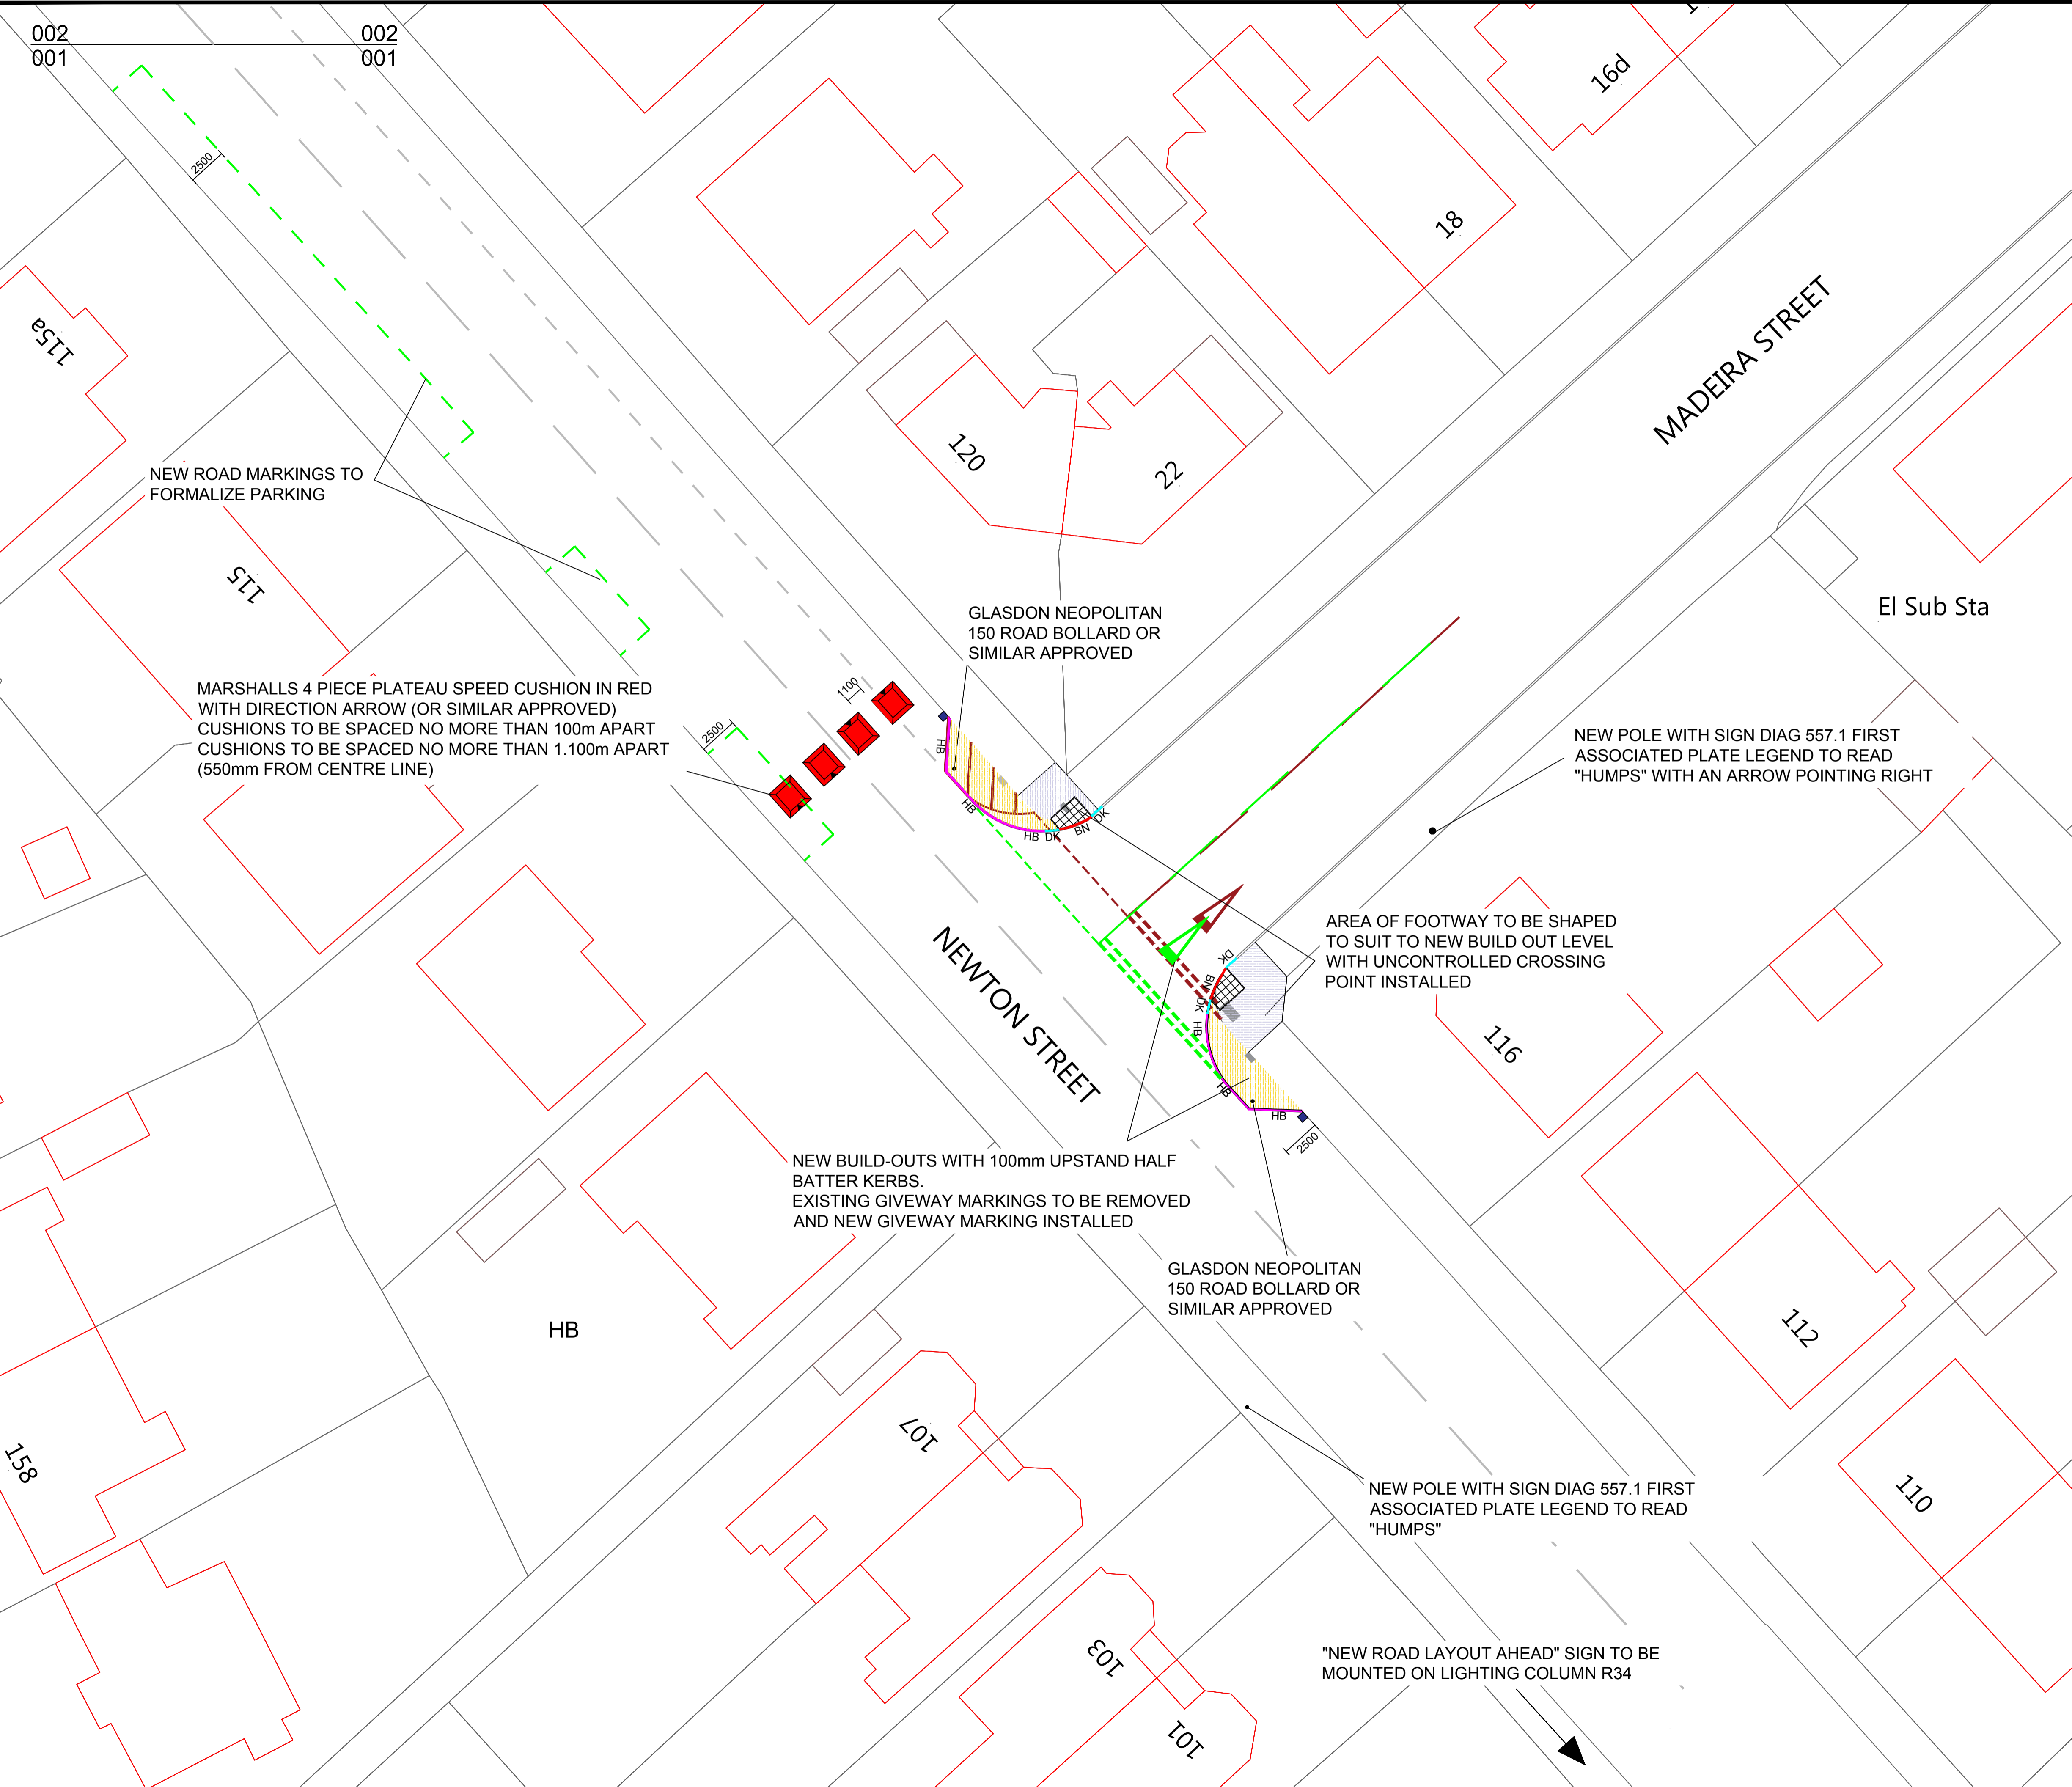 002
002
001
001
16d
18
2500
MADEIRA STREET
115a
120
22
NEW ROAD MARKINGS TO
FORMALIZE PARKING
115
El Sub Sta
GLASDON NEOPOLITAN
150 ROAD BOLLARD OR
SIMILAR APPROVED
MARSHALLS 4 PIECE PLATEAU SPEED CUSHION IN RED
WITH DIRECTION ARROW (OR SIMILAR APPROVED)
CUSHIONS TO BE SPACED NO MORE THAN 100m APART
CUSHIONS TO BE SPACED NO MORE THAN 1.100m APART
(550mm FROM CENTRE LINE)
1100
2500
HB
HB
HB
DK
BN
DK
NEW POLE WITH SIGN DIAG 557.1 FIRST
ASSOCIATED PLATE LEGEND TO READ
"HUMPS" WITH AN ARROW POINTING RIGHT
AREA OF FOOTWAY TO BE SHAPED
TO SUIT TO NEW BUILD OUT LEVEL
WITH UNCONTROLLED CROSSING
POINT INSTALLED
DK
BN
DK
HB
HB
HB
2500
NEWTON STREET
116
NEW BUILD-OUTS WITH 100mm UPSTAND HALF
BATTER KERBS.
EXISTING GIVEWAY MARKINGS TO BE REMOVED
AND NEW GIVEWAY MARKING INSTALLED
GLASDON NEOPOLITAN
150 ROAD BOLLARD OR
SIMILAR APPROVED
HB
112
107
158
110
NEW POLE WITH SIGN DIAG 557.1 FIRST
ASSOCIATED PLATE LEGEND TO READ
"HUMPS"
103
101
"NEW ROAD LAYOUT AHEAD" SIGN TO BE
MOUNTED ON LIGHTING COLUMN R34